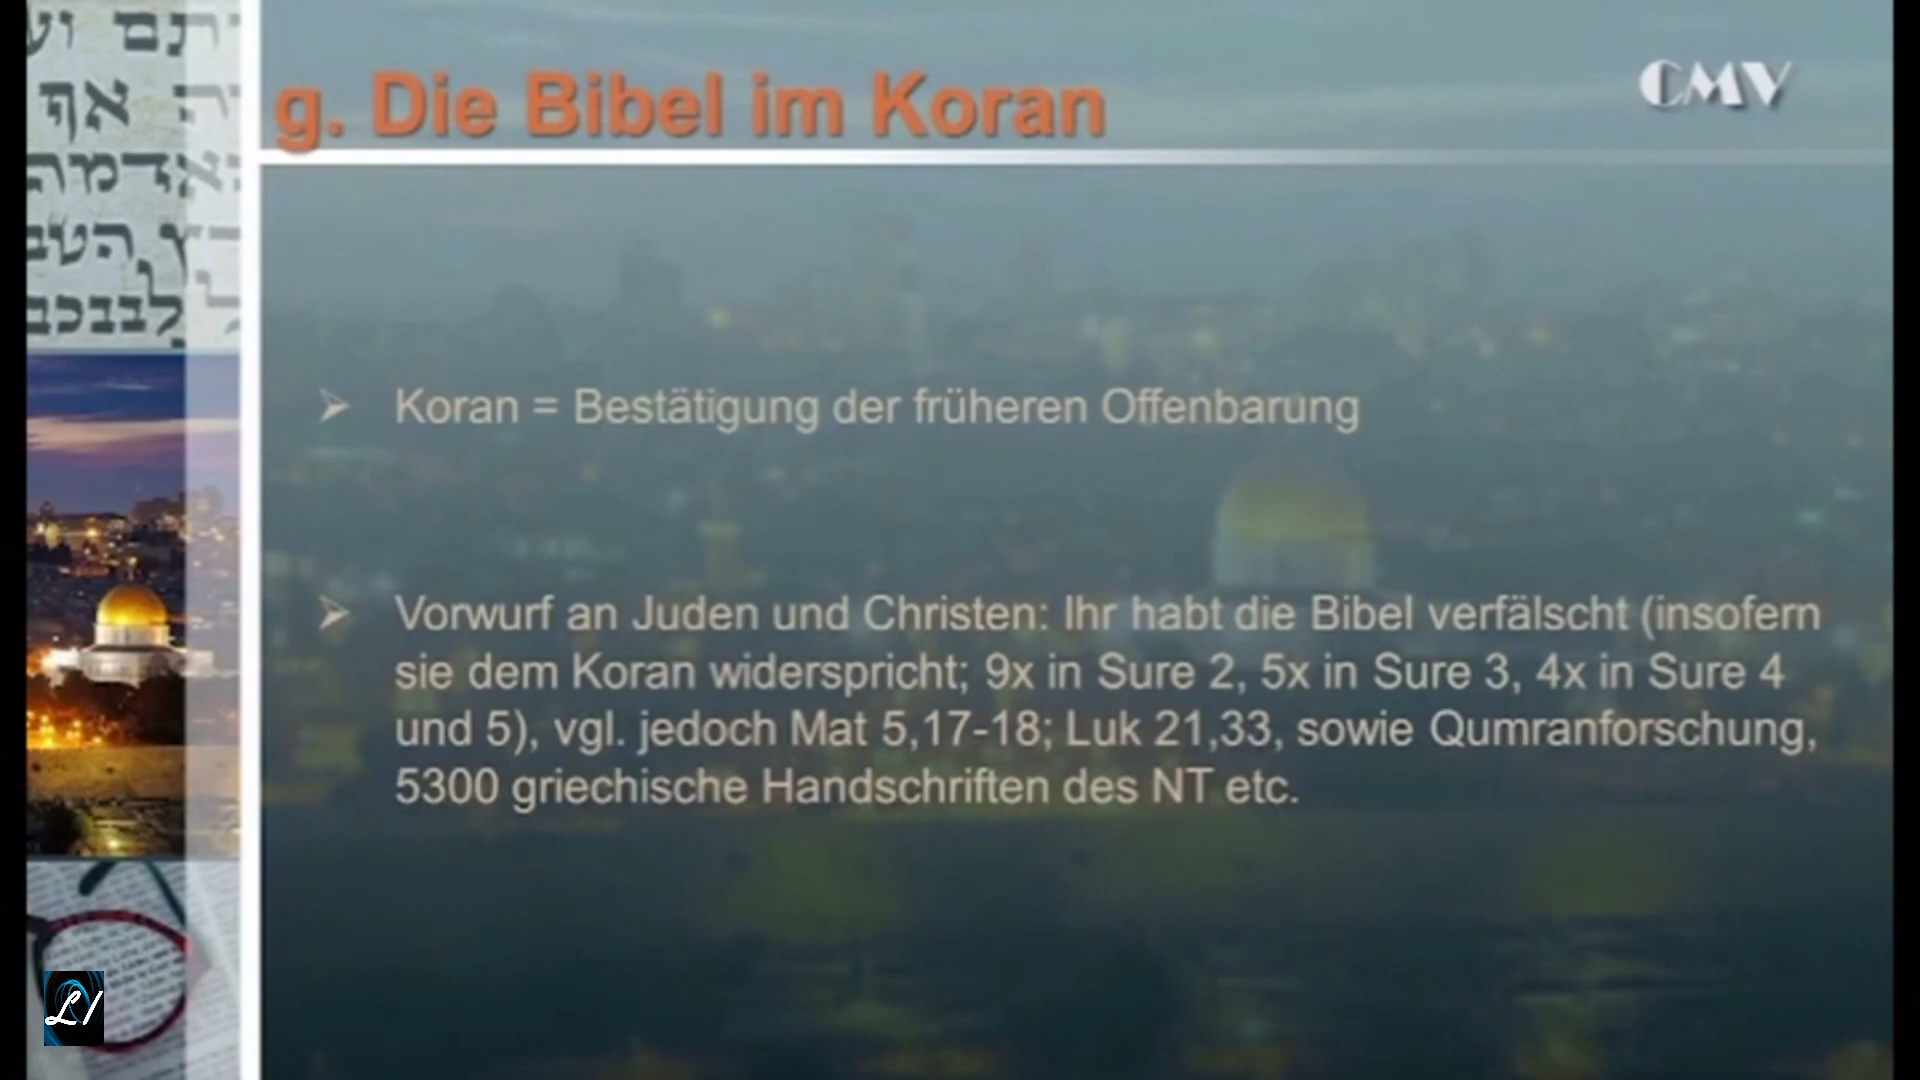 g. Die Bibel im Koran
CMV
Koran = Bestätigung der früheren Offenbarung
Vorwurf an Juden und Christen: Ihr habt die Bibel verfälscht (insofern
sie dem Koran widerspricht; 9x in Sure 2, 5x in Sure 3, 4x in Sure 4
und 5), vgl. jedoch Mat 5,17-18; Luk 21,33, sowie Qumranforschung,
5300 griechische Handschriften des NT etc.
אף
LI